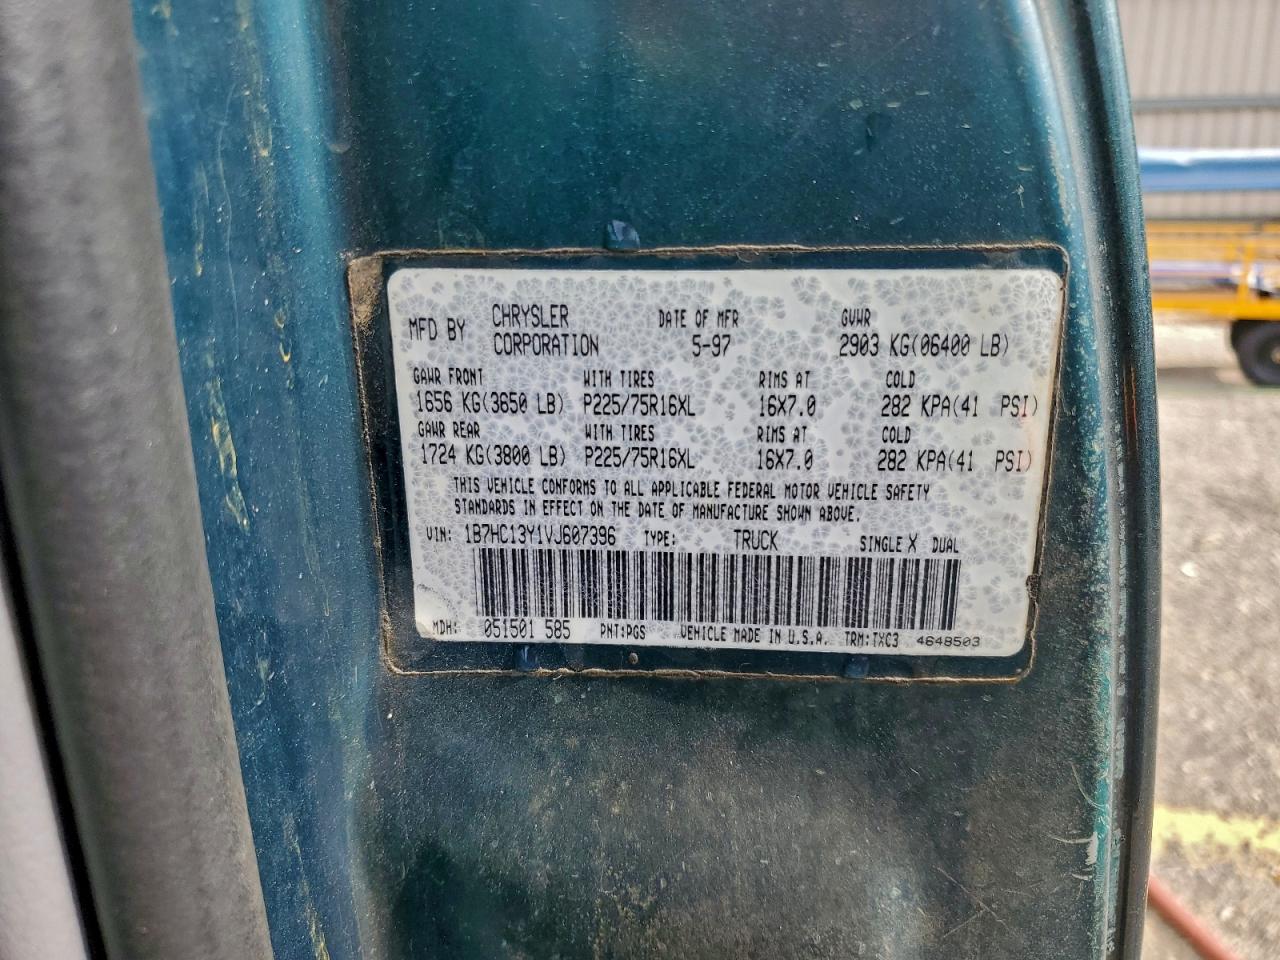 MFD BY CHRYSLER CORPORATION DATE OF MFR 5-97 GVWR 2903 KG(06400 LB)
GAWR FRONT WITH TIRES RIMS AT COLD
1656 KG(3650 LB) P225/75R16XL 16X7.0 282 KPA(41 PSI)
GAWR REAR WITH TIRES RIMS AT COLD
1724 KG(3800 LB) P225/75R16XL 16X7.0 282 KPA(41 PSI)
THIS VEHICLE CONFORMS TO ALL APPLICABLE FEDERAL MOTOR VEHICLE SAFETY
STANDARDS IN EFFECT ON THE DATE OF MANUFACTURE SHOWN ABOVE.
VIN: 1B7HC13Y1VJ607396 TYPE: TRUCK SINGLE X DUAL
MDH: 051501 585 PNT:PGS VEHICLE MADE IN U.S.A. TRM:TXC3 4648503